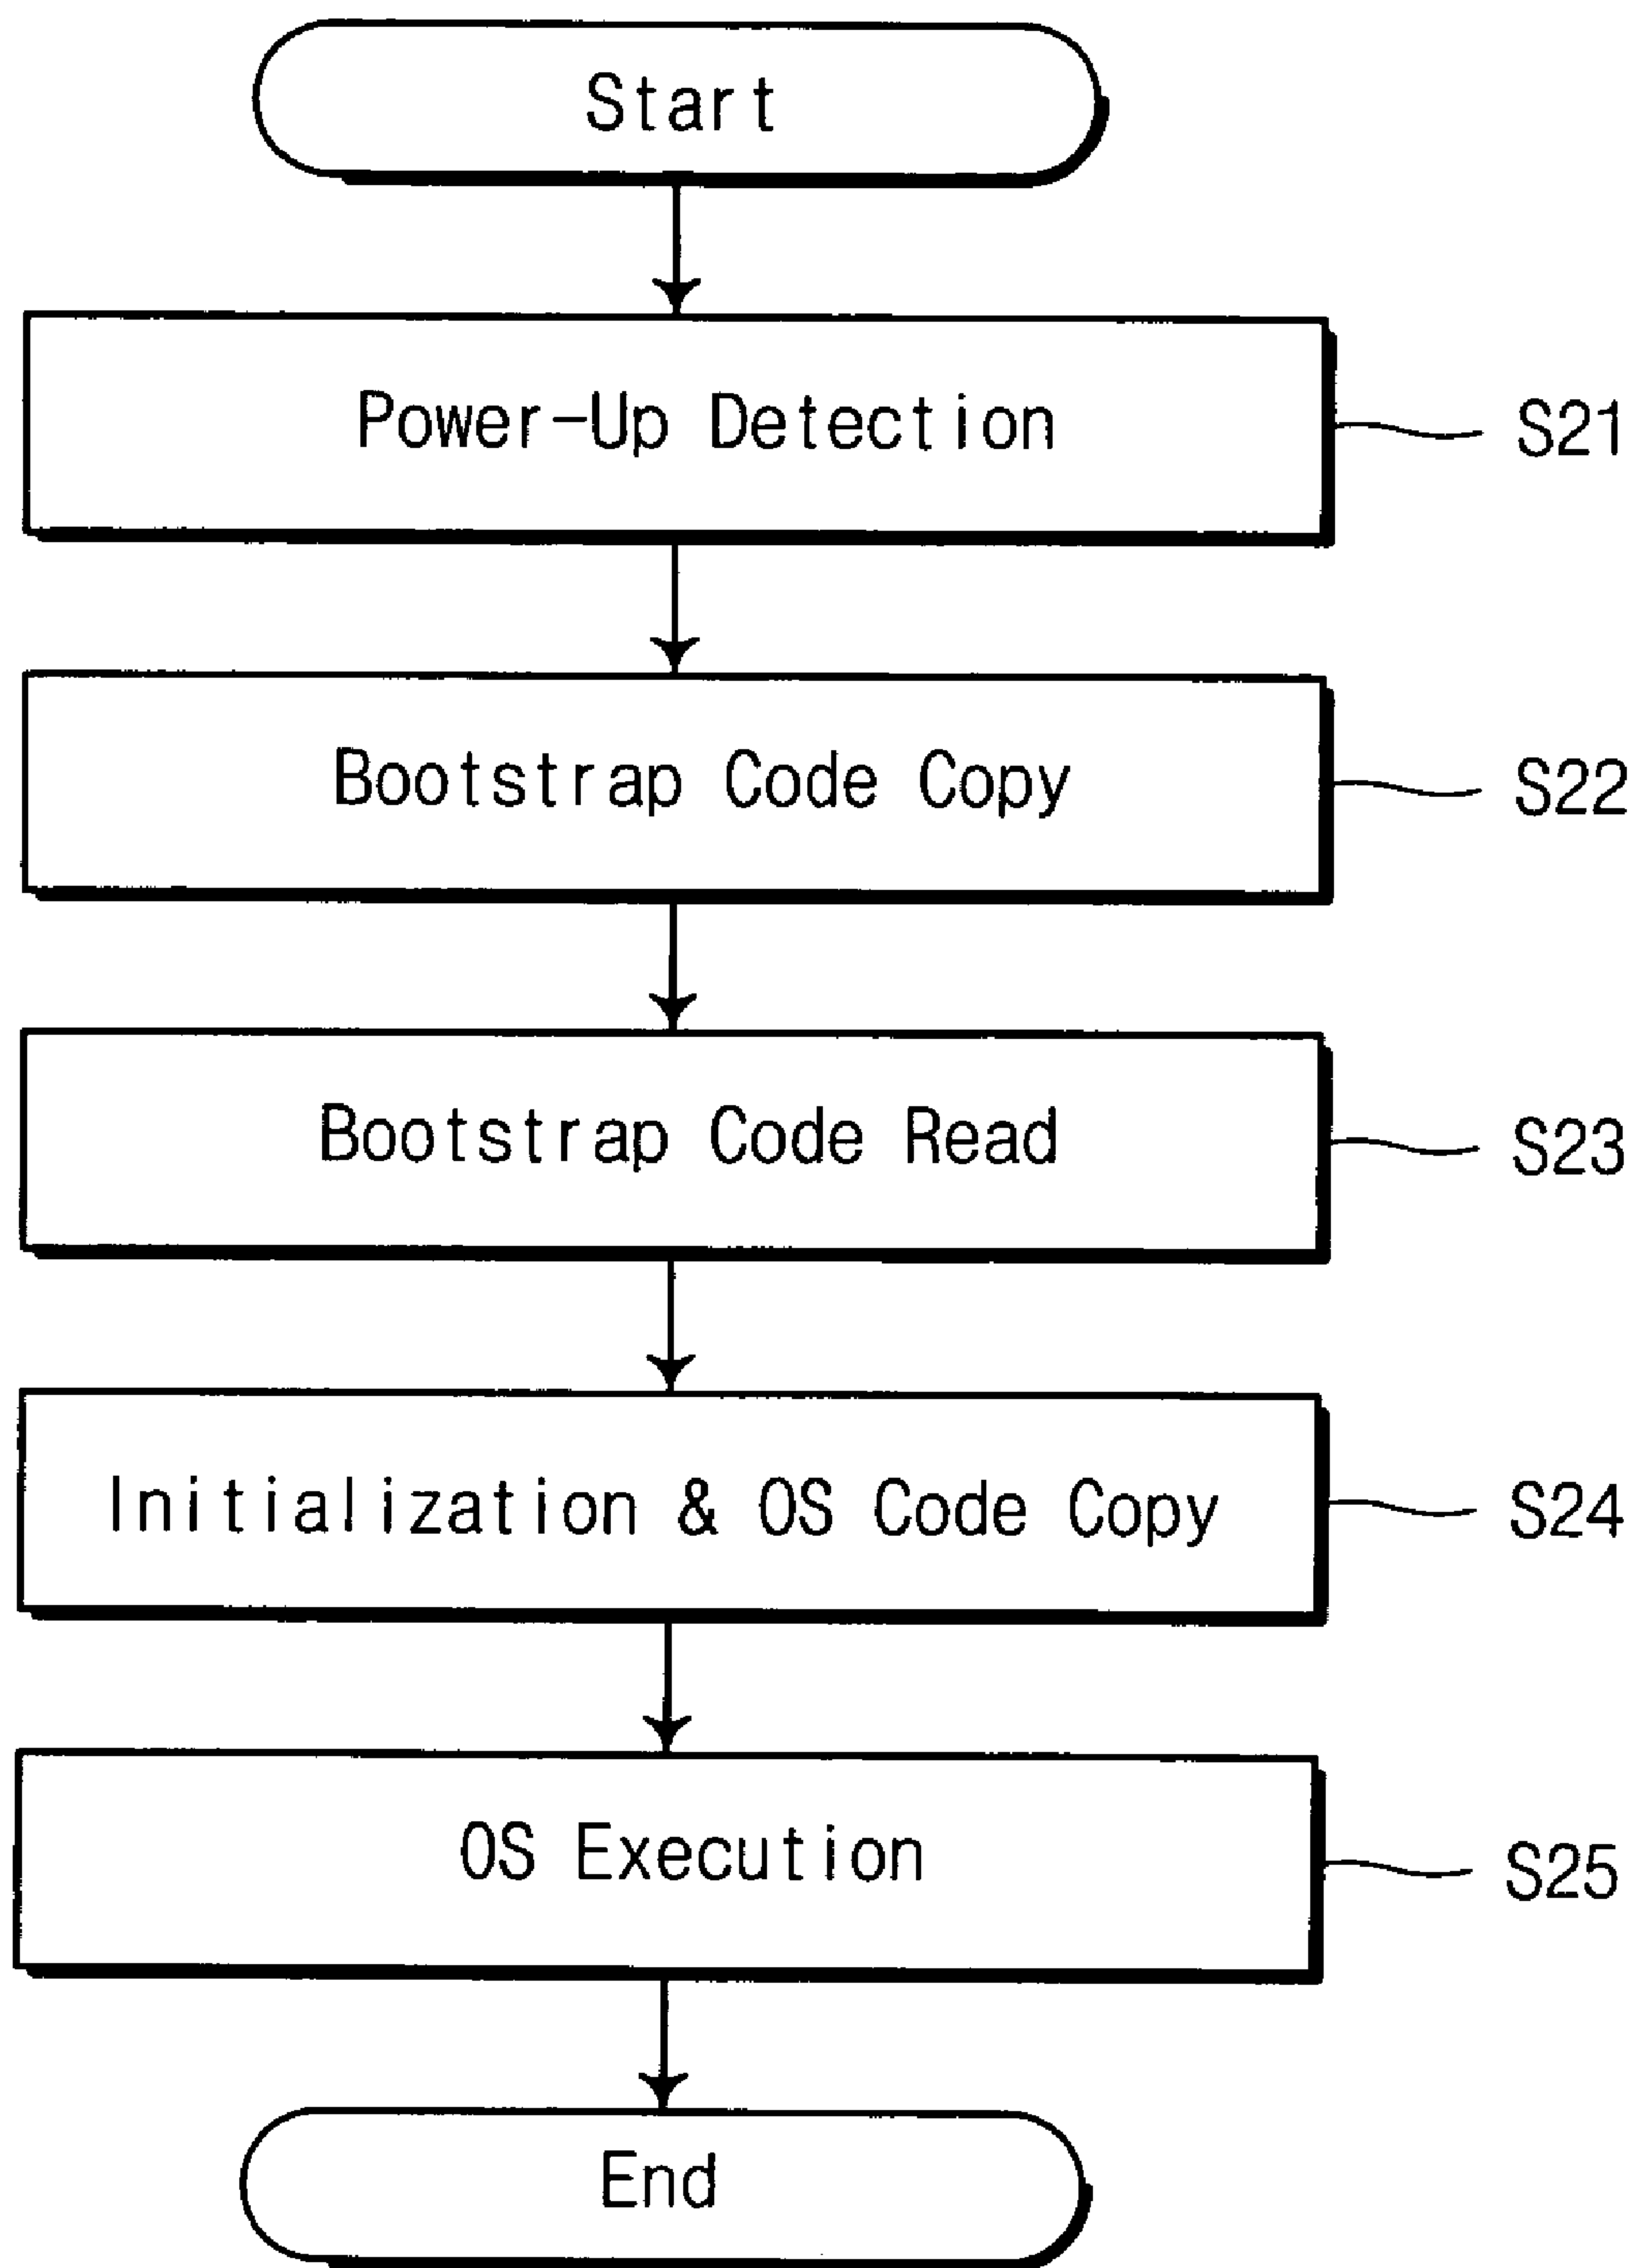 Start
Power-Up Detection
S21
Bootstrap Code Copy
S22
Bootstrap Code Read
S23
Initialization & OS Code Copy
S24
OS Execution
S25
End